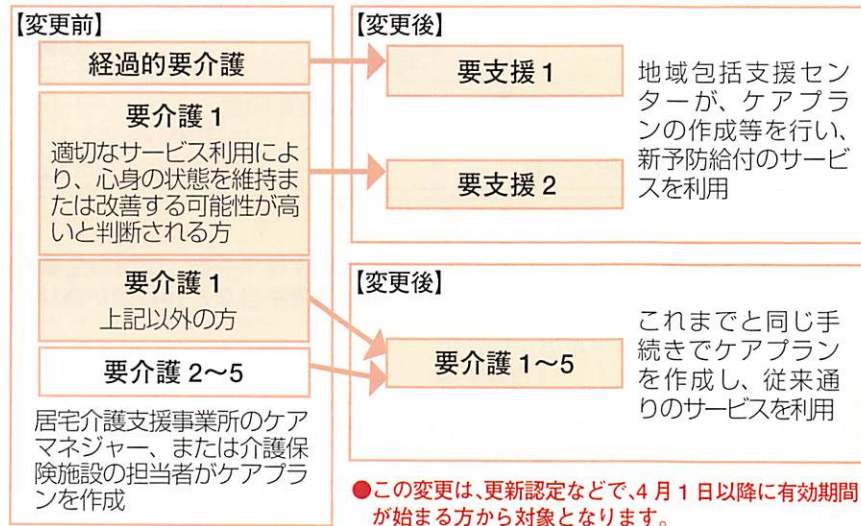 【変更前】
経過的要介護
要介護1
適切なサービス利用によ
り、心身の状態を維持ま
たは改善する可能性が高
いと判断される方
要介護1
上記以外の方
要介護2〜5
居宅介護支援事業所のケア
マネジャー、または介護保
険施設の担当者がケアプラ
ンを作成
【変更後】
要支援1
要支援2
地域包括支援セン
ターが、ケアプラ
ンの作成等を行い、
新予防給付のサービ
スを利用
【変更後】
要介護1〜5
これまでと同じ手
続きでケアプラン
を作成し、従来通
りのサービスを利用
●この変更は、更新認定などで、4月1日以降に有効期間
が始まる方から対象となります。